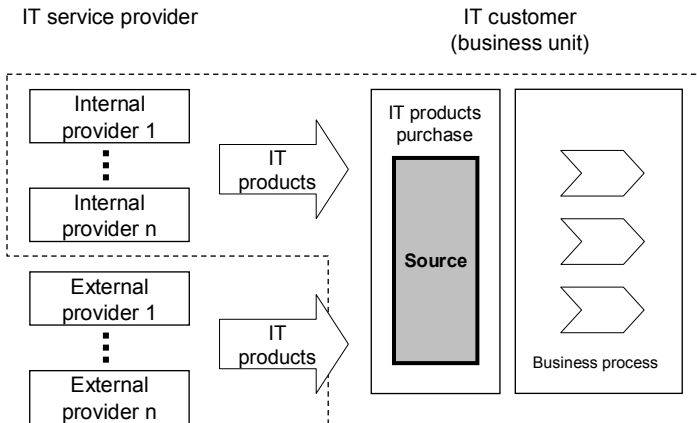 IT service provider
IT customer
(business unit)
Internal
provider 1
Internal
provider n
IT
products
IT products
purchase
Source
Business process
External
provider 1
External
provider n
IT
products